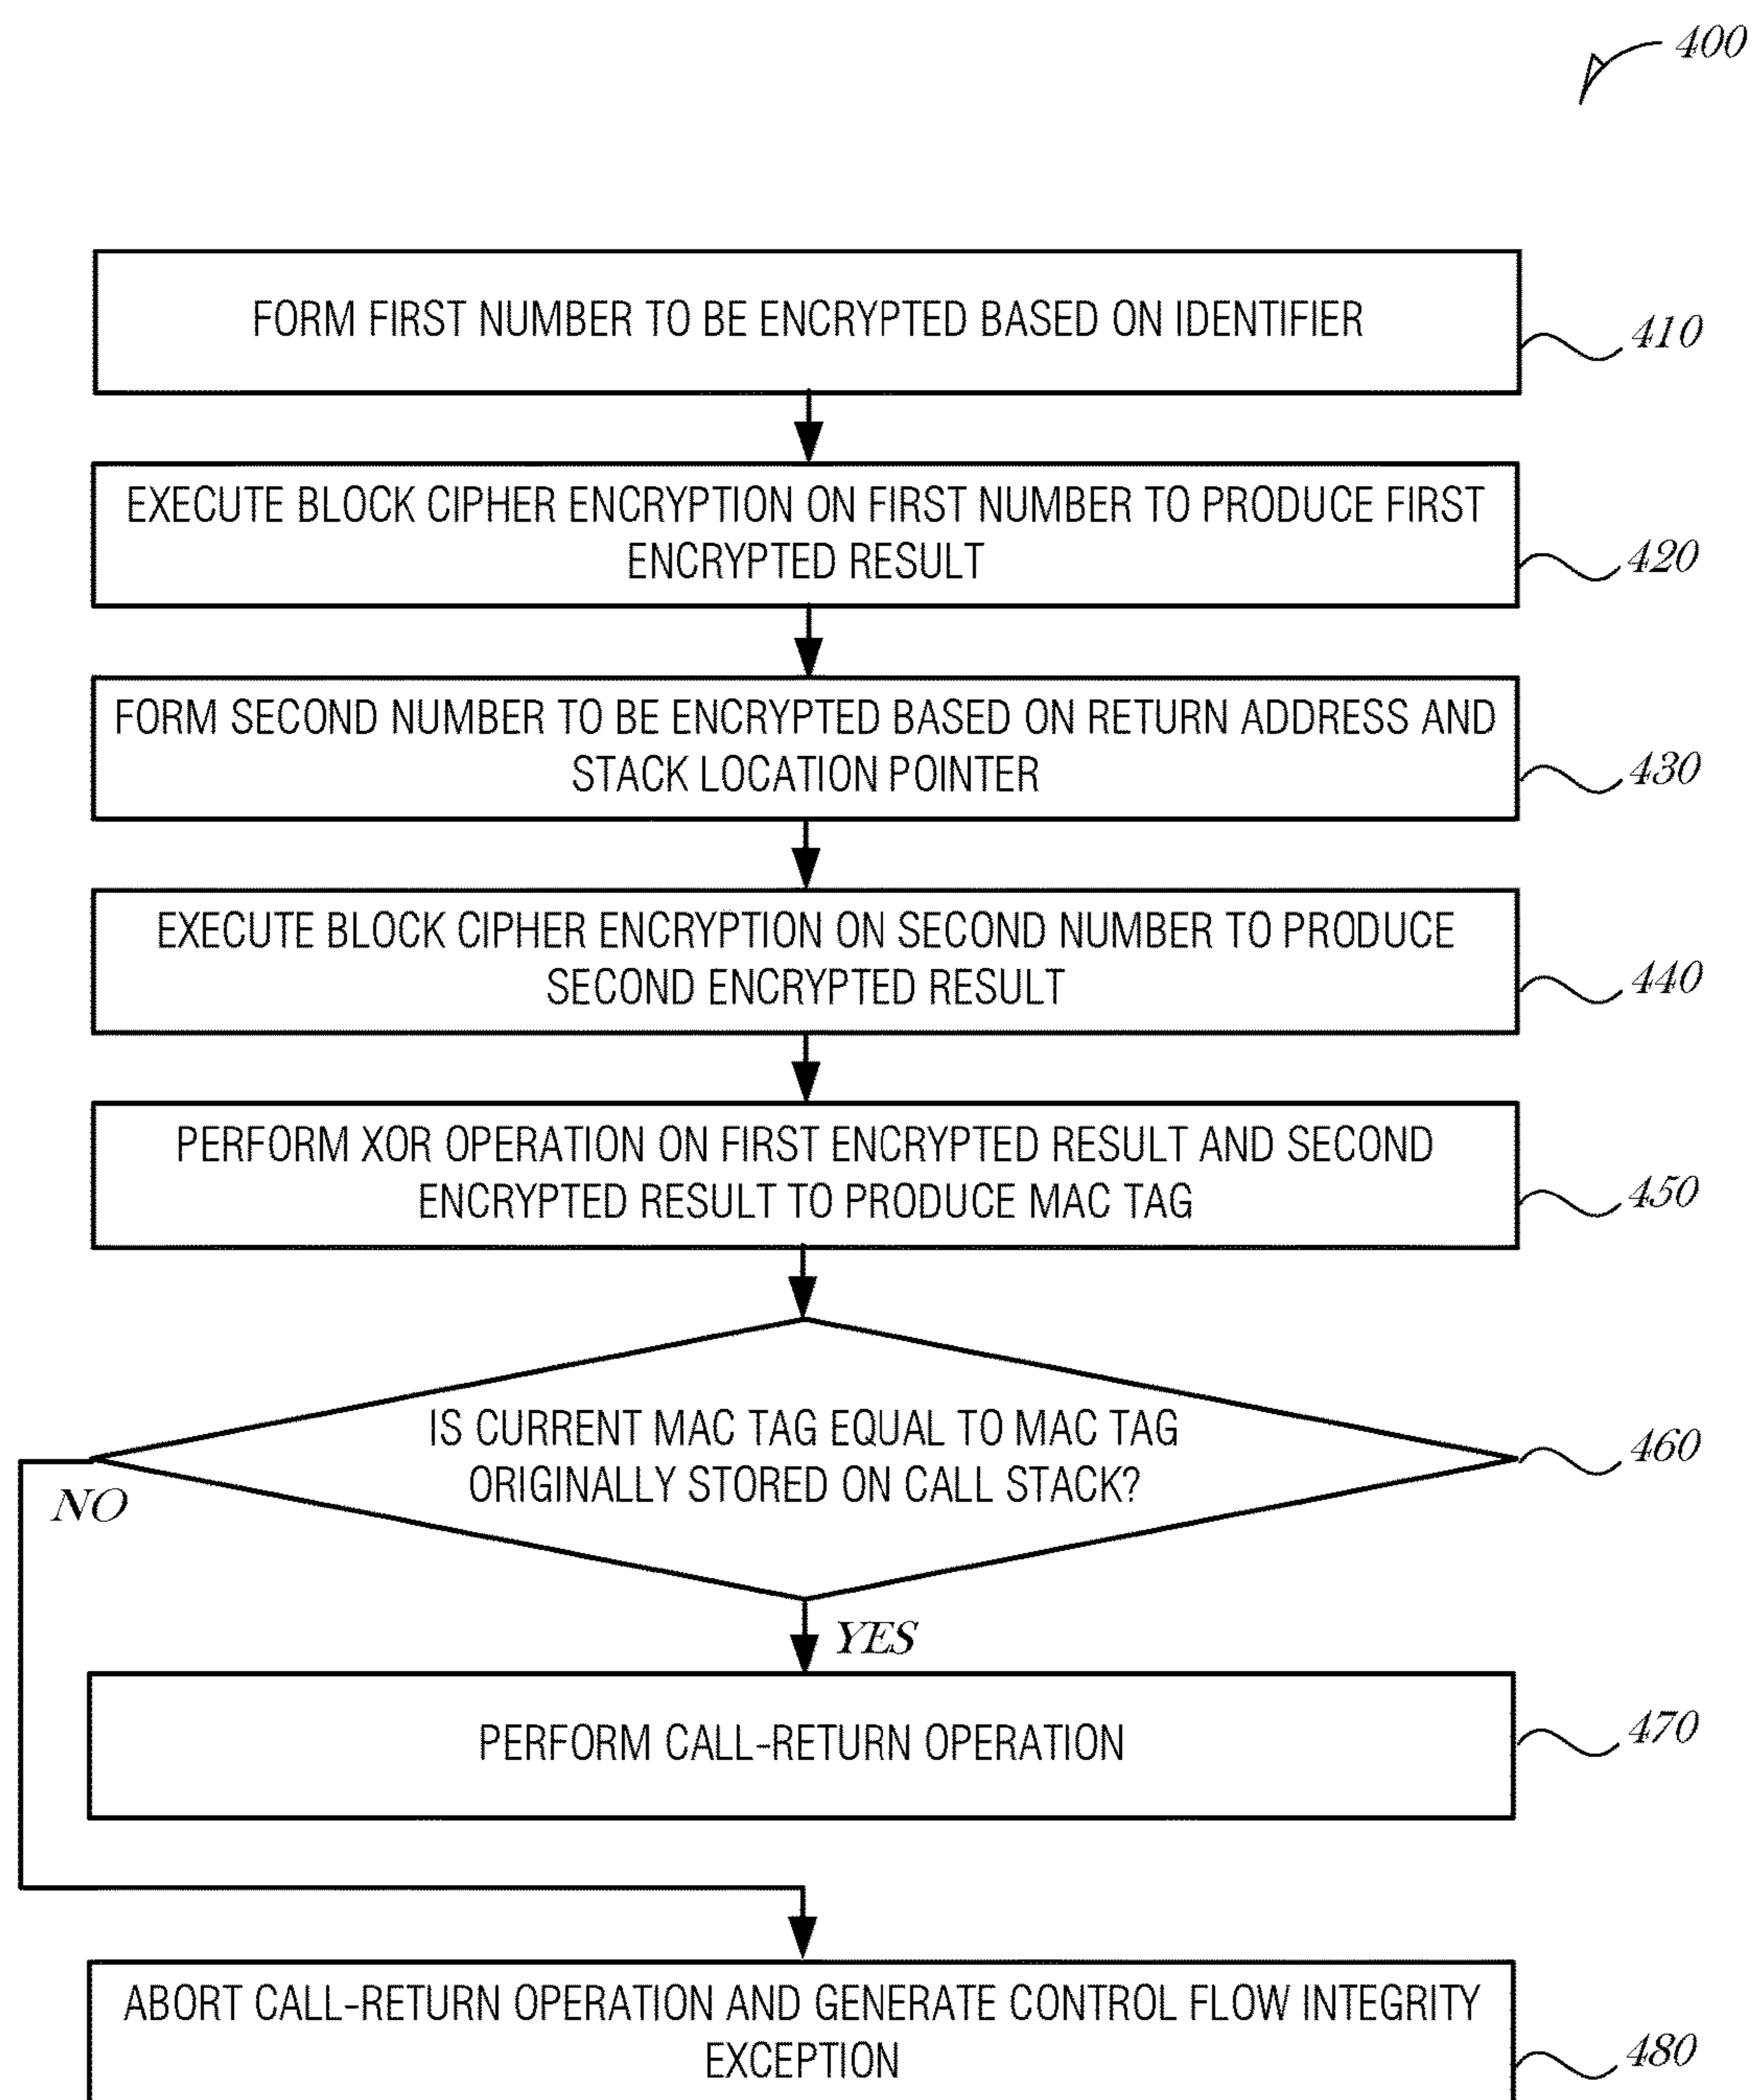 400
FORM FIRST NUMBER TO BE ENCRYPTED BASED ON IDENTIFIER
410
EXECUTE BLOCK CIPHER ENCRYPTION ON FIRST NUMBER TO PRODUCE FIRST
ENCRYPTED RESULT
420
FORM SECOND NUMBER TO BE ENCRYPTED BASED ON RETURN ADDRESS AND
STACK LOCATION POINTER
430
EXECUTE BLOCK CIPHER ENCRYPTION ON SECOND NUMBER TO PRODUCE
SECOND ENCRYPTED RESULT
440
PERFORM XOR OPERATION ON FIRST ENCRYPTED RESULT AND SECOND
ENCRYPTED RESULT TO PRODUCE MAC TAG
450
IS CURRENT MAC TAG EQUAL TO MAC TAG
ORIGINALLY STORED ON CALL STACK?
460
NO
YES
PERFORM CALL-RETURN OPERATION
470
ABORT CALL-RETURN OPERATION AND GENERATE CONTROL FLOW INTEGRITY
EXCEPTION
480